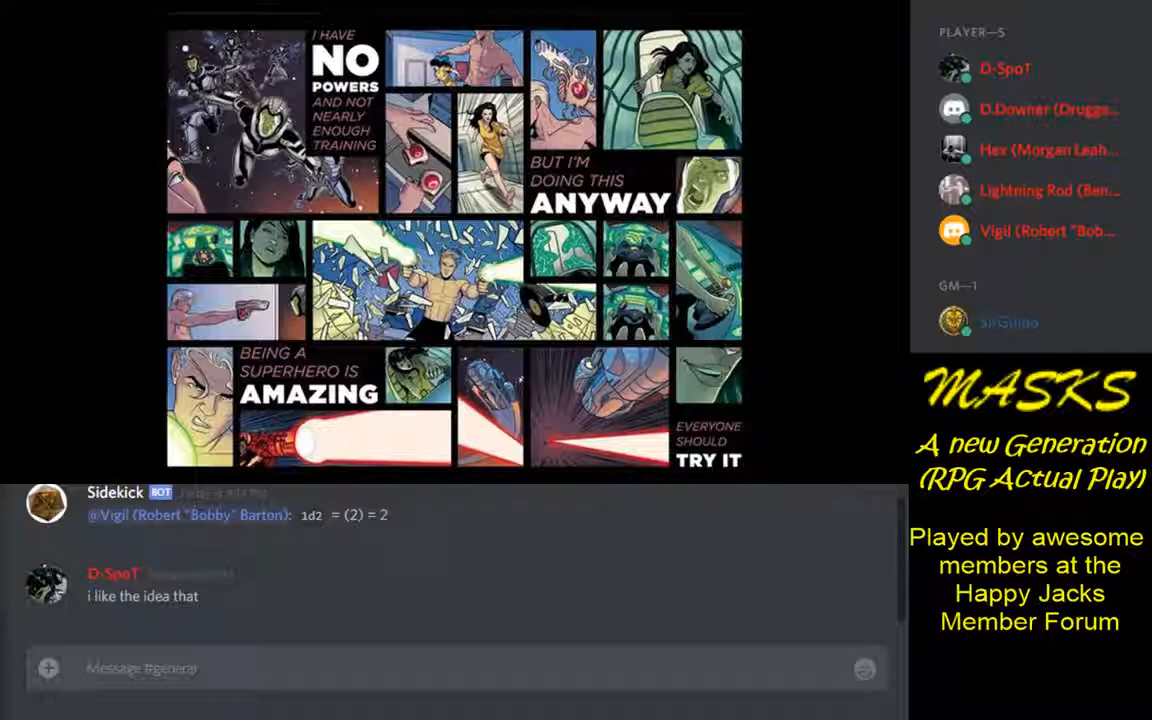 I HAVE
NO
POWERS
AND NOT
NEARLY
ENOUGH
TRAINING
BUT I'M
DOING THIS
ANYWAY
BEING A
SUPERHERO IS
AMAZING
EVERYONE
SHOULD
TRY IT
PLAYER—5
D-SpoT
D.Downer (Drugge...
Hex (Morgan Leah...
Lightning Rod (Ben...
Vigil (Robert "Bob...
GM—1
SirGuido
MASKS
A new Generation
(RPG Actual Play)
Played by awesome
members at the
Happy Jacks
Member Forum
Sidekick BOT
@Vigil (Robert "Bobby" Barton): 1d2 = (2) = 2
D-SpoT
i like the idea that
Message #general